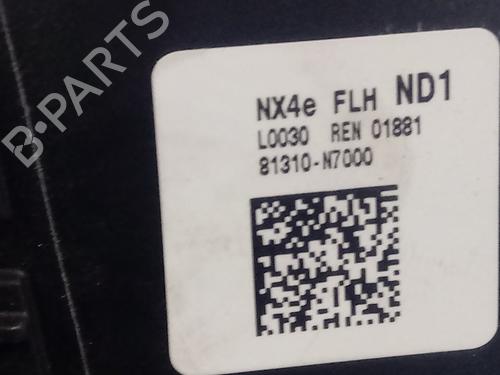 B-PARTS
NX4e FLH ND1
L0030 REN 01881
81310-N7000